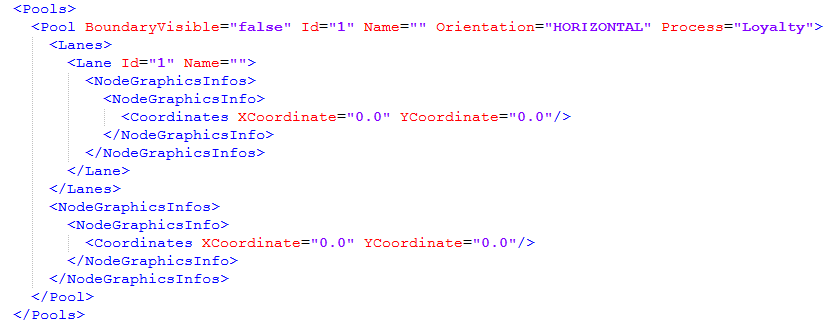 <Pools>
<Pool BoundaryVisible="false" Id="1" Name="" Orientation="HORIZONTAL" Process="Loyalty">
<Lanes>
<Lane Id="1" Name="">
<NodeGraphicsInfos>
<NodeGraphicsInfo>
<Coordinates XCoordinate="0.0" YCoordinate="0.0"/>
</NodeGraphicsInfo>
</NodeGraphicsInfos>
</Lane>
</Lanes>
<NodeGraphicsInfos>
<NodeGraphicsInfo>
<Coordinates XCoordinate="0.0" YCoordinate="0.0"/>
</NodeGraphicsInfo>
</NodeGraphicsInfos>
</Pool>
</Pools>